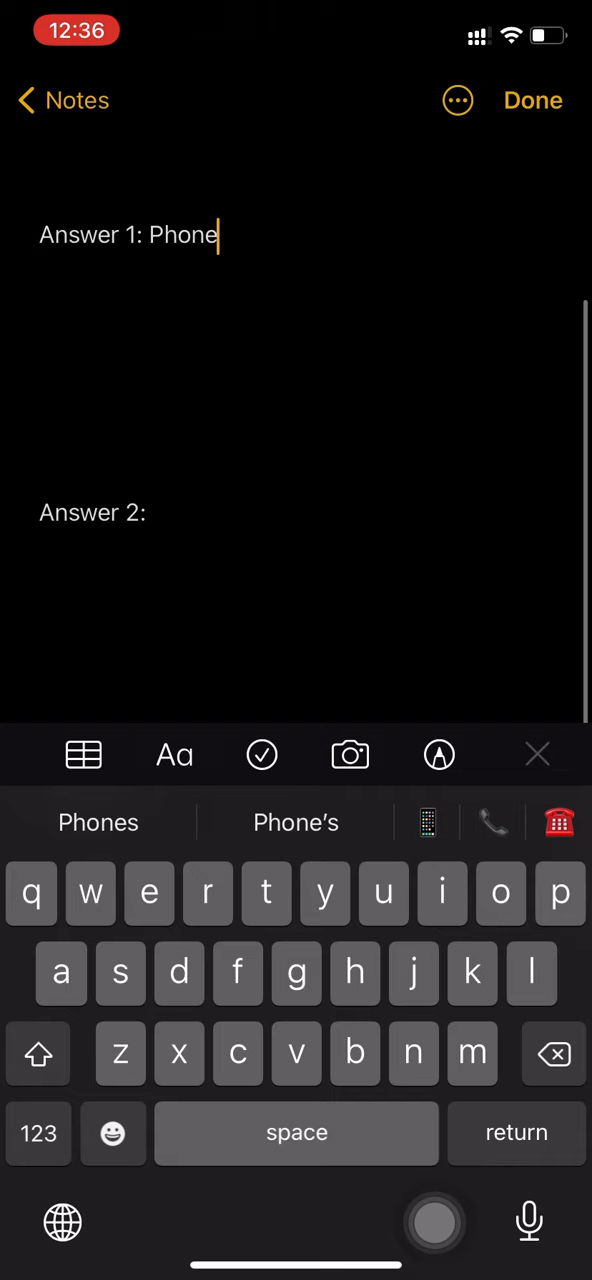 12:36
Notes
Done
Answer 1: Phone
Answer 2:
Aa
Phones Phone’s
q w e r t y u i o p
a s d f g h j k l
z x c v b n m
123 space return